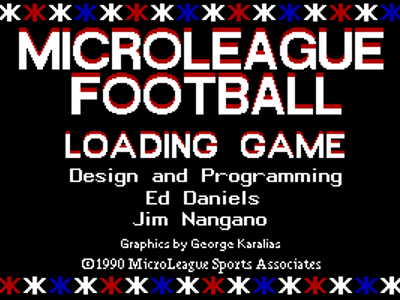 MICROLEAGUE
FOOTBALL
LOADING GAME
Design and Programming
Ed Daniels
Jim Nangano
Graphics by George Karalias
©1990 MicroLeague Sports Associates